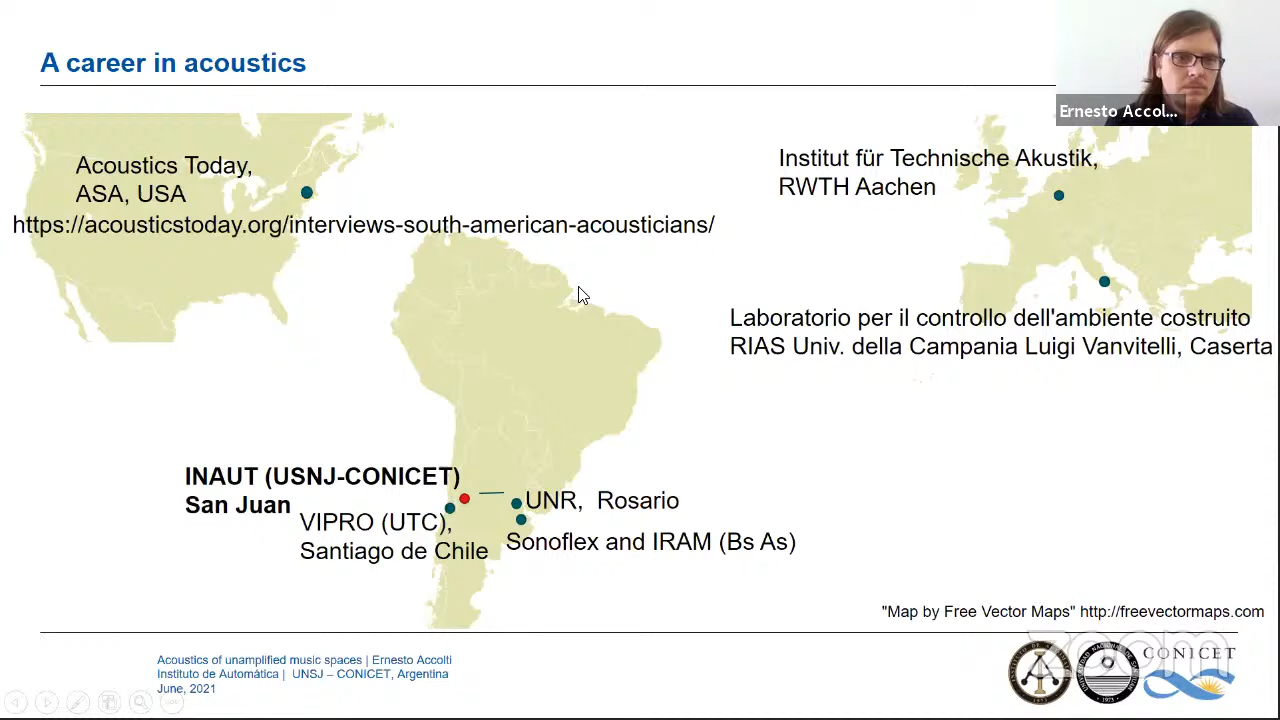 A career in acoustics
Ernesto Accol...
Acoustics Today,
ASA, USA
https://acousticstoday.org/interviews-south-american-acousticians/
Institut für Technische Akustik,
RWTH Aachen
Laboratorio per il controllo dell'ambiente costruito
RIAS Univ. della Campania Luigi Vanvitelli, Caserta
INAUT (USNJ-CONICET)
San Juan
VIPRO (UTC),
Santiago de Chile
UNR, Rosario
Sonoflex and IRAM (Bs As)
"Map by Free Vector Maps" http://freevectormaps.com
Acoustics of unamplified music spaces | Ernesto Accolti
Instituto de Automática | UNSJ – CONICET, Argentina
June, 2021
zoom
CONICET